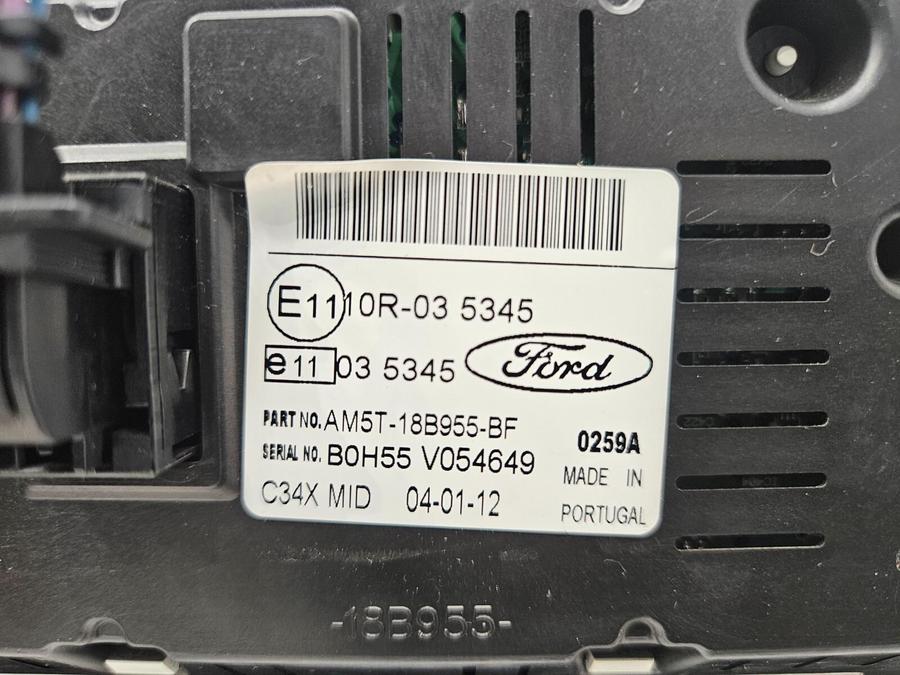 E11 10R-03 5345
e11 03 5345 Ford
PART NO. AM5T-18B955-BF
0259A
SERIAL NO. B0H55 V054649
MADE IN
PORTUGAL
C34X MID 04-01-12
-18B955-